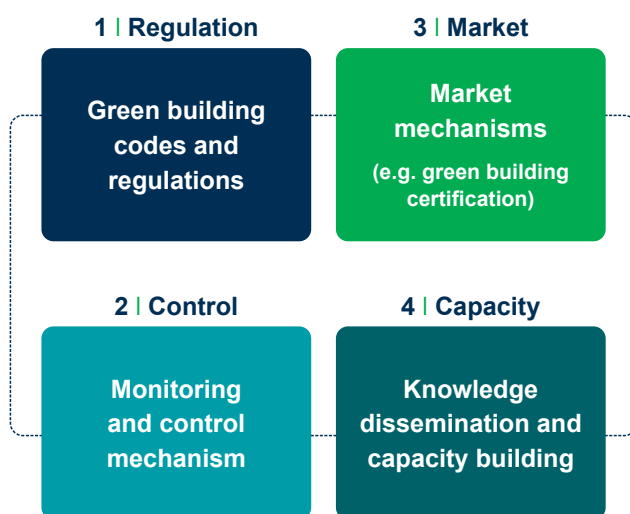 1 | Regulation
Green building
codes and
regulations
3 | Market
Market
mechanisms
(e.g. green building
certification)
2 | Control
Monitoring
and control
mechanism
4 | Capacity
Knowledge
dissemination and
capacity building